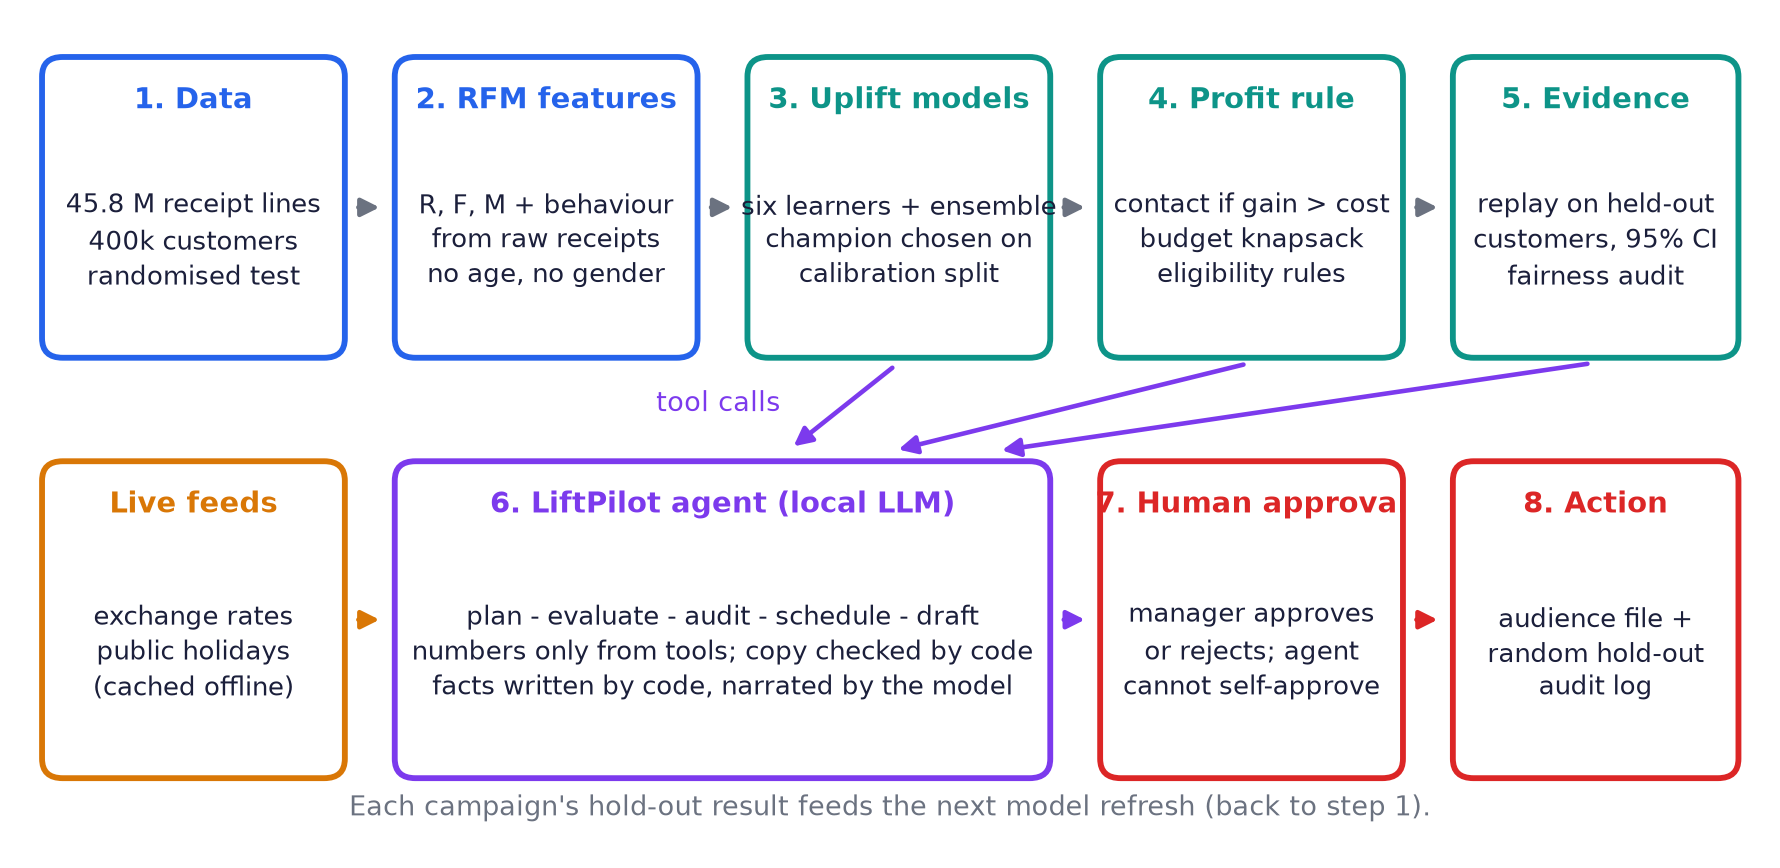 1. Data
45.8 M receipt lines
400k customers
randomised test
2. RFM features
R, F, M + behaviour
from raw receipts
no age, no gender
3. Uplift models
six learners + ensemble
champion chosen on
calibration split
4. Profit rule
contact if gain > cost
budget knapsack
eligibility rules
5. Evidence
replay on held-out
customers, 95% CI
fairness audit
tool calls
Live feeds
exchange rates
public holidays
(cached offline)
6. LiftPilot agent (local LLM)
plan - evaluate - audit - schedule - draft
numbers only from tools; copy checked by code
facts written by code, narrated by the model
7. Human approva
manager approves
or rejects; agent
cannot self-approve
8. Action
audience file +
random hold-out
audit log
Each campaign's hold-out result feeds the next model refresh (back to step 1).